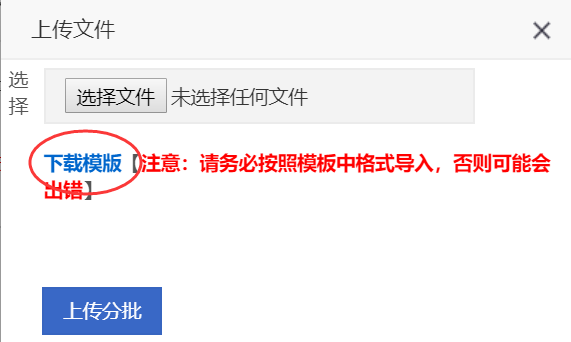 上传文件
选择
选择文件 未选择任何文件
下载模版【注意：请务必按照模板中格式导入，否则可能会
出错】
上传分批